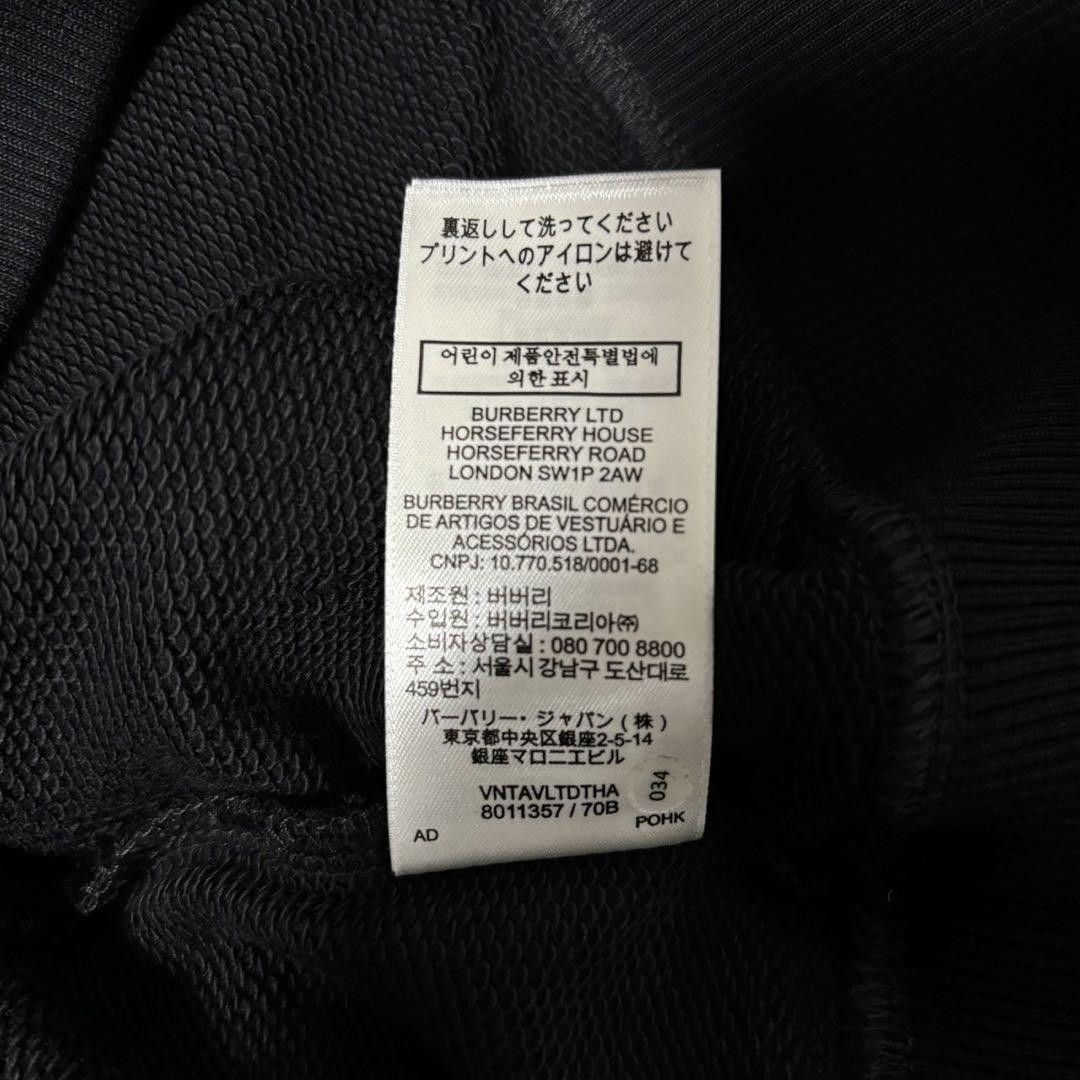 裏返しして洗ってください
プリントへのアイロンは避けて
ください
어린이 제품안전특별법에
의한 표시
BURBERRY LTD
HORSEFERRY HOUSE
HORSEFERRY ROAD
LONDON SW1P 2AW
BURBERRY BRASIL COMÉRCIO
DE ARTIGOS DE VESTUÁRIO E
ACESSÓRIOS LTDA.
CNPJ: 10.770.518/0001-68
제조원 : 버버리
수입원 : 버버리코리아㈜
소비자상담실 : 080 700 8800
주 소 : 서울시 강남구 도산대로
459번지
バーバリー・ジャパン ( 株 )
東京都中央区銀座2-5-14
銀座マロニエビル
VNTAVLTDTHA
8011357 / 70B
034
AD
POHK